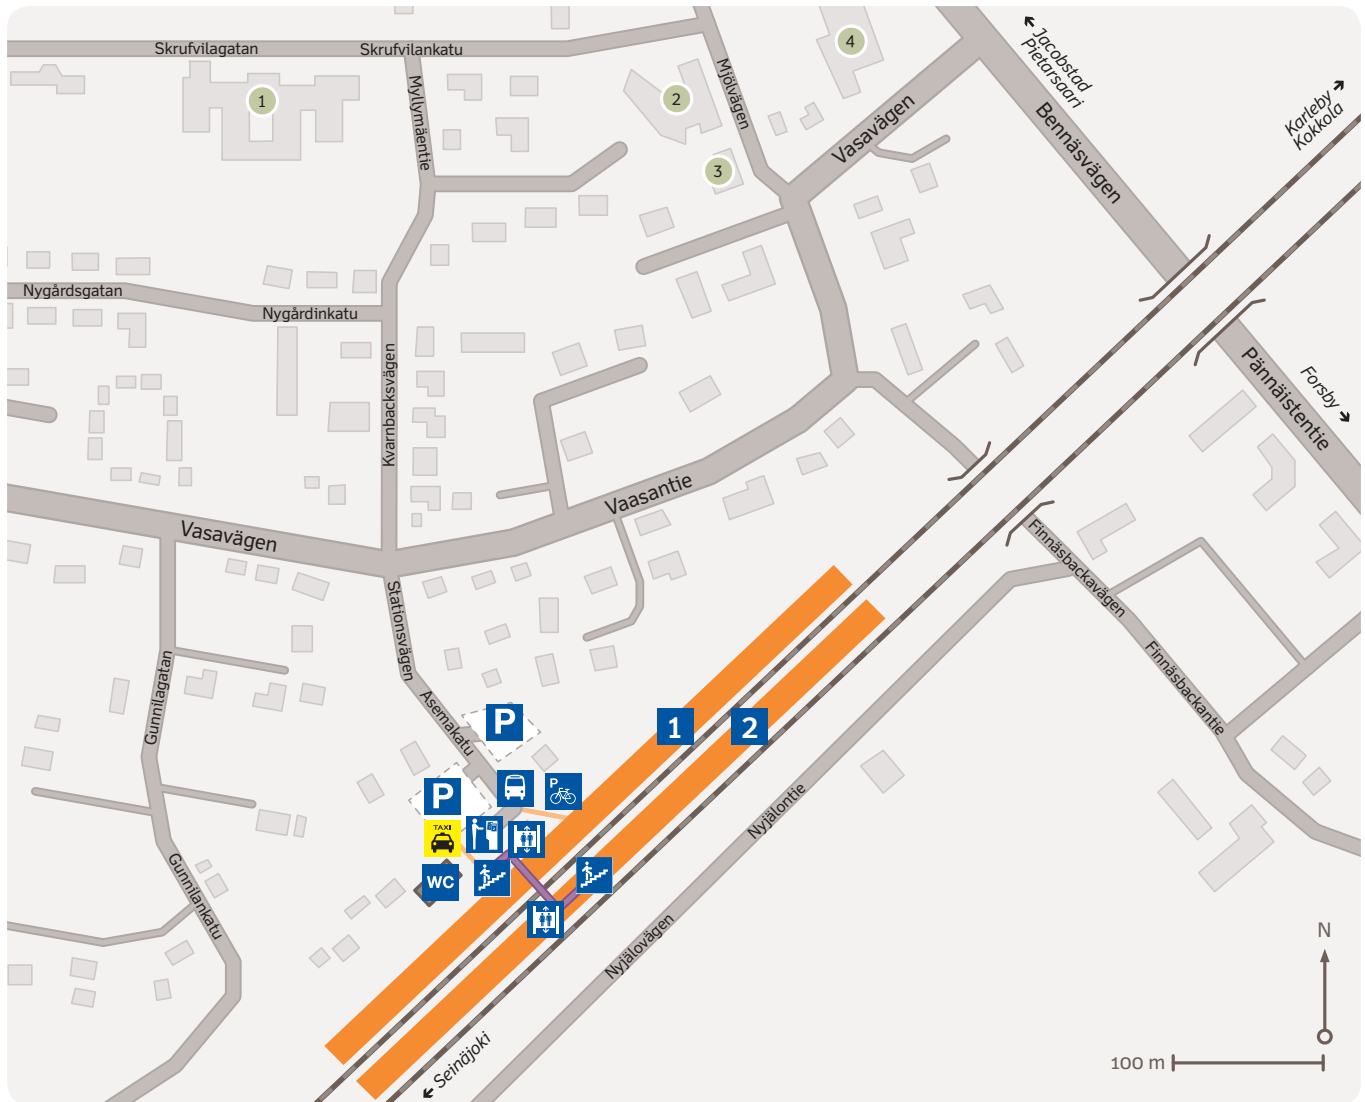 Skrufvilagatan
Skrufvilankatu
1
2
3
4
Myllymäentie
Mjölvägen
Vasavägen
Jacobstad
Pietarsaari
Bennäsvägen
Karleby
Kokkola
Nygårdsgatan
Nygårdinkatu
Kvarnbacksvägen
Pännäistentie
Forsby
Vasavägen
Vaasantie
Stationsvägen
Asemakatu
Gunnilagatan
Gunnilankatu
Finnäsbackavägen
Finnäsbackantie
P
1
2
P
P
TAXI
WC
Nyjälontie
Nyjälovägen
Seinäjoki
N
100 m